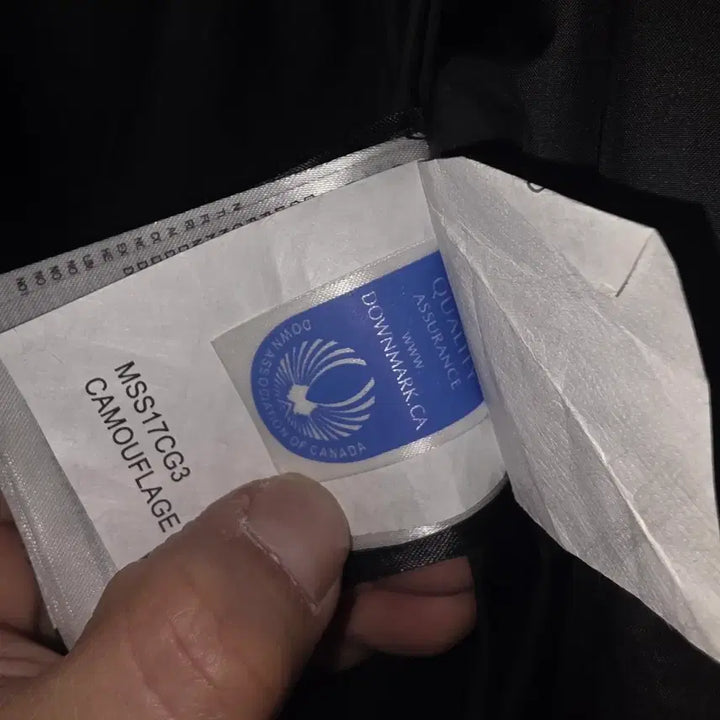 MSS17CG3
CAMOUFLAGE
QUALITY
ASSURANCE
WWW
DOWNMARK.CA
DOWN ASSOCIATION OF CANADA